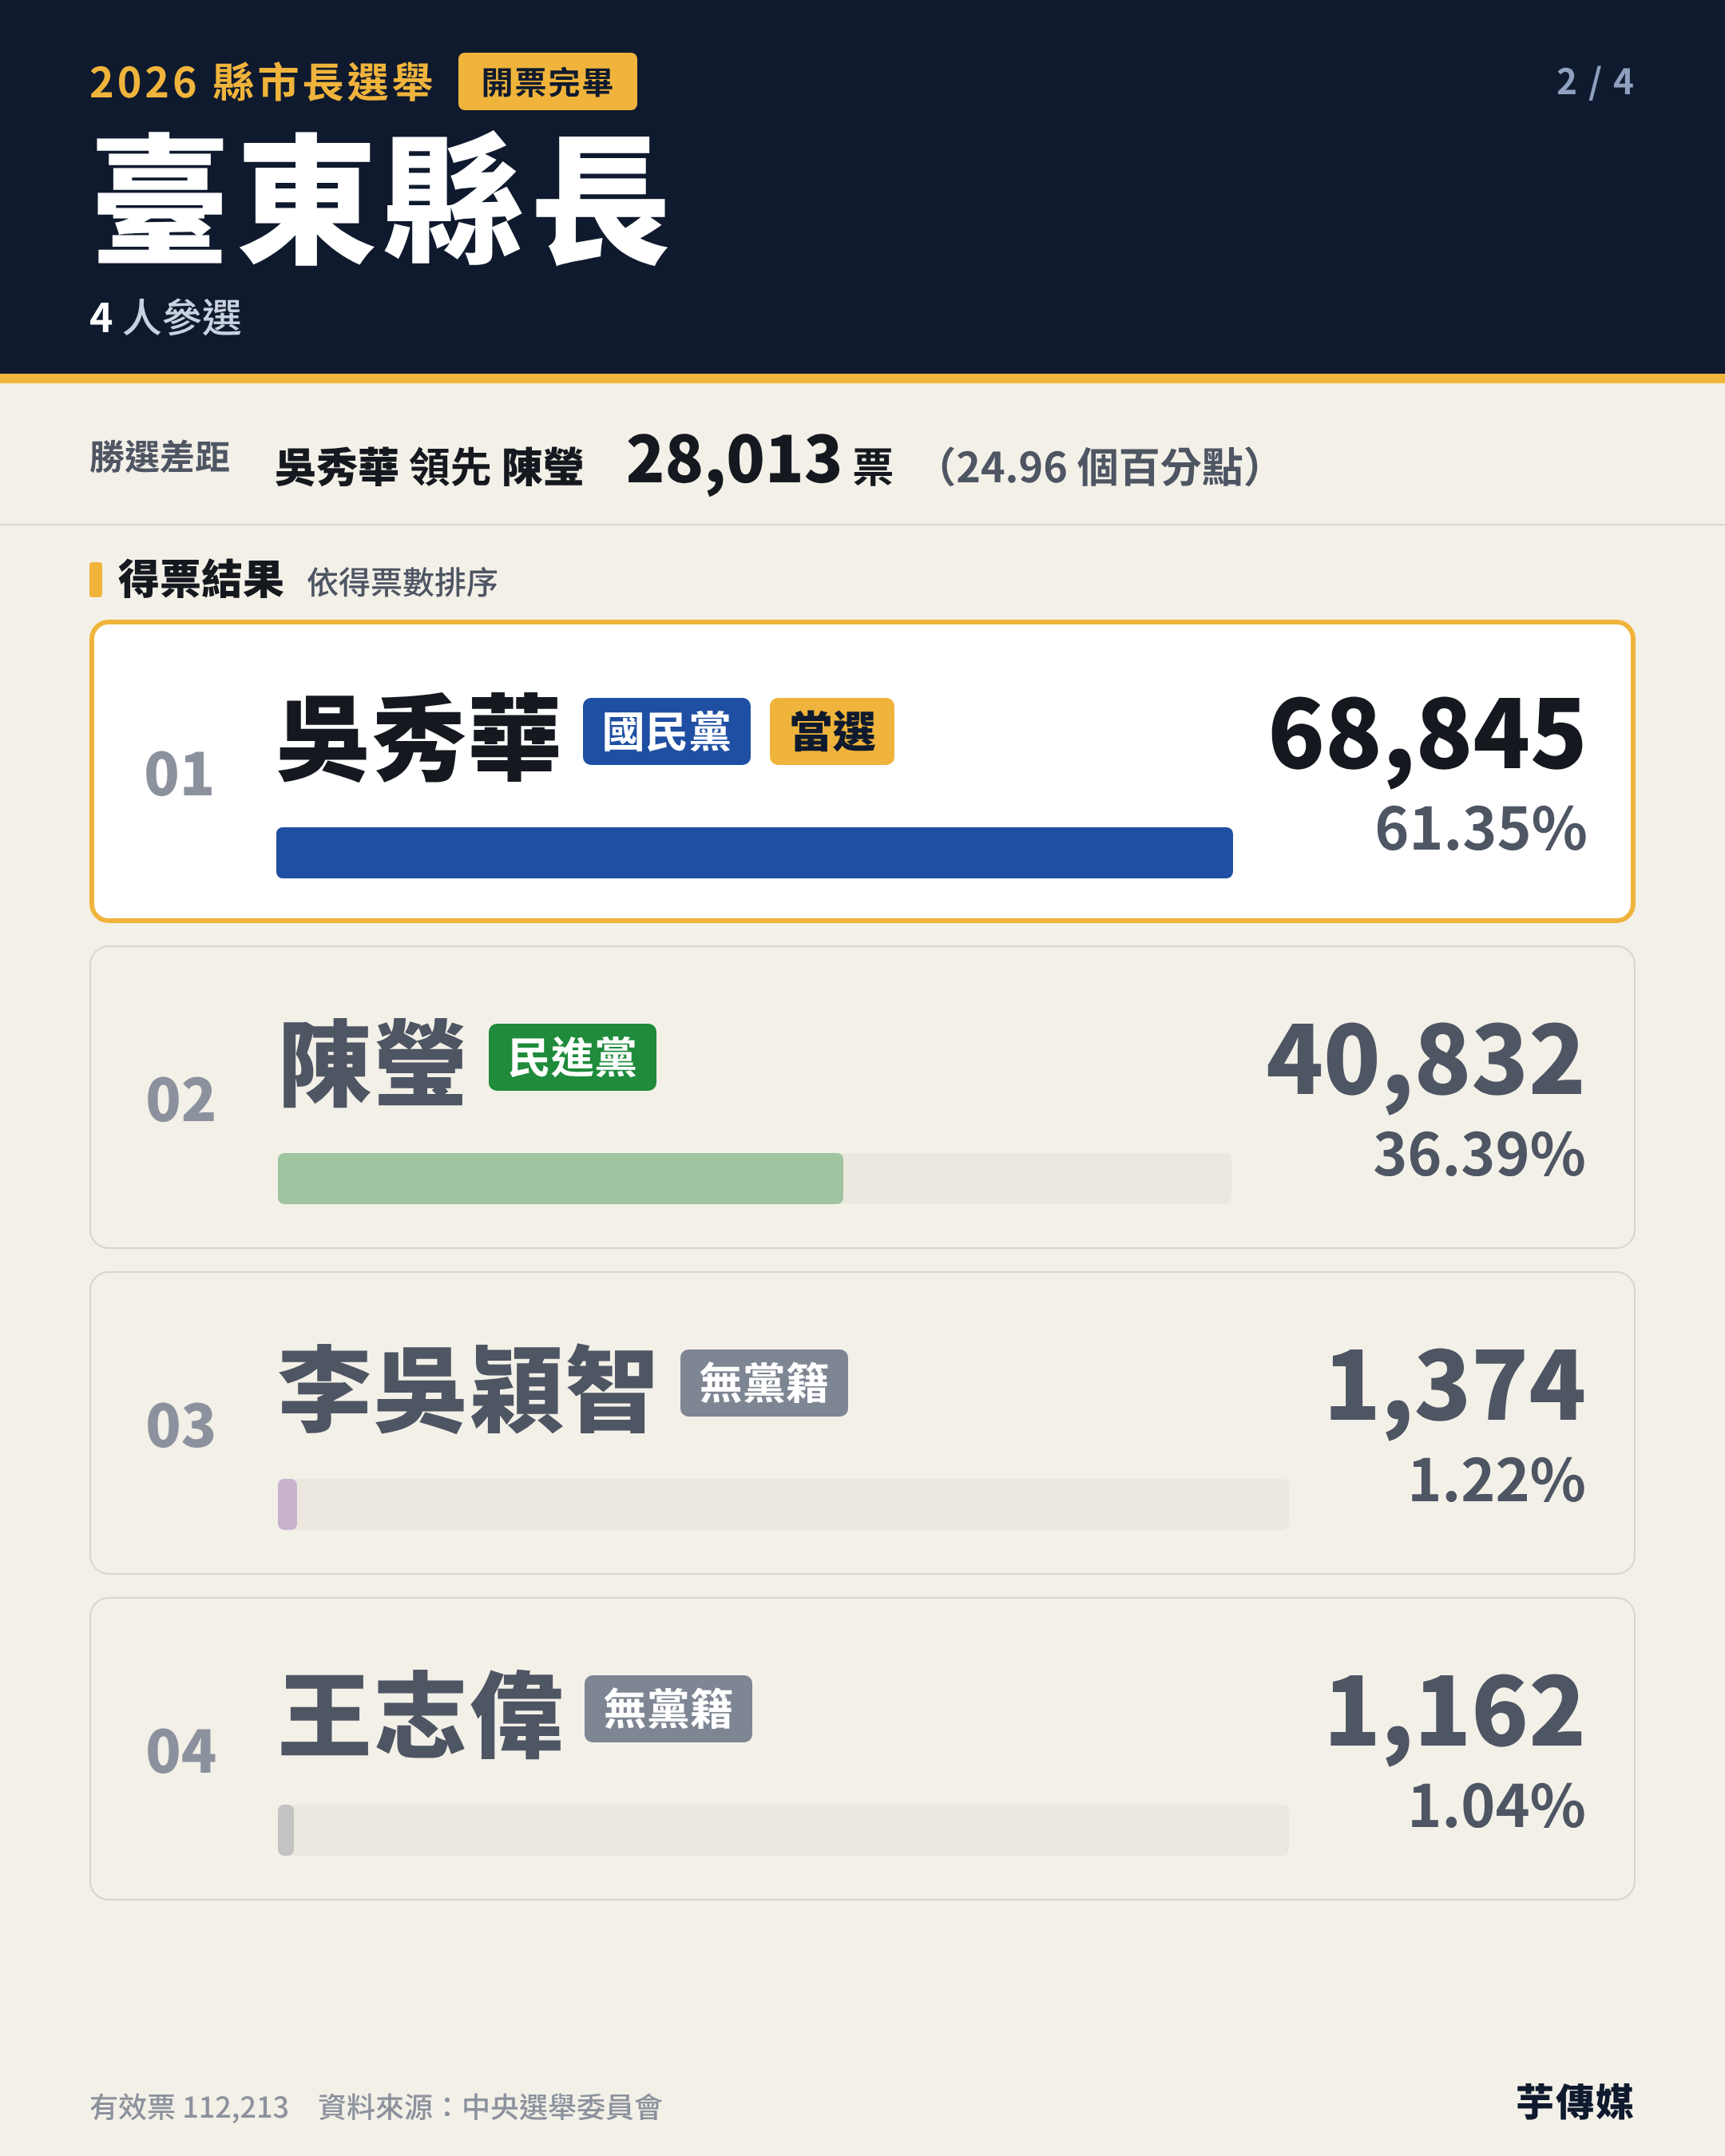 2026 縣市長選舉 開票完畢 2 / 4
臺東縣長
4 人參選
勝選差距 吳秀華 領先 陳瑩 28,013 票 （24.96 個百分點）
得票結果 依得票數排序
01 吳秀華 國民黨 當選 68,845
61.35%
02 陳瑩 民進黨 40,832
36.39%
03 李吳穎智 無黨籍 1,374
1.22%
04 王志偉 無黨籍 1,162
1.04%
有效票 112,213 資料來源：中央選舉委員會 芋傳媒